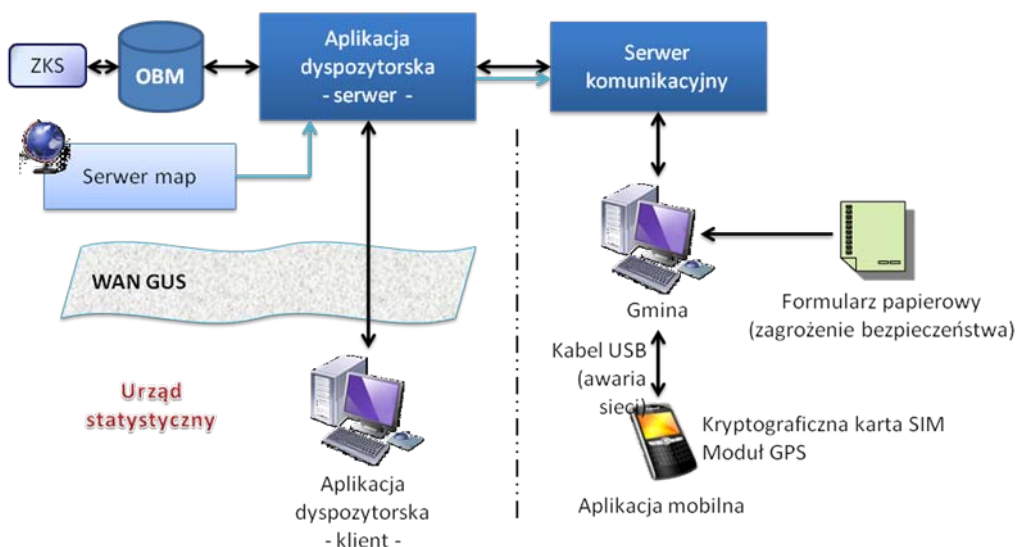 ZKS
OBM
Aplikacja
dyspozytorska
- serwer -
Serwer
komunikacyjny
Serwer map
WAN GUS
Gmina
Formularz papierowy
(zagrożenie bezpieczeństwa)
Kabel USB
(awaria
sieci)
Urząd
statystyczny
Kryptograficzna karta SIM
Moduł GPS
Aplikacja mobilna
Aplikacja
dyspozytorska
- klient -